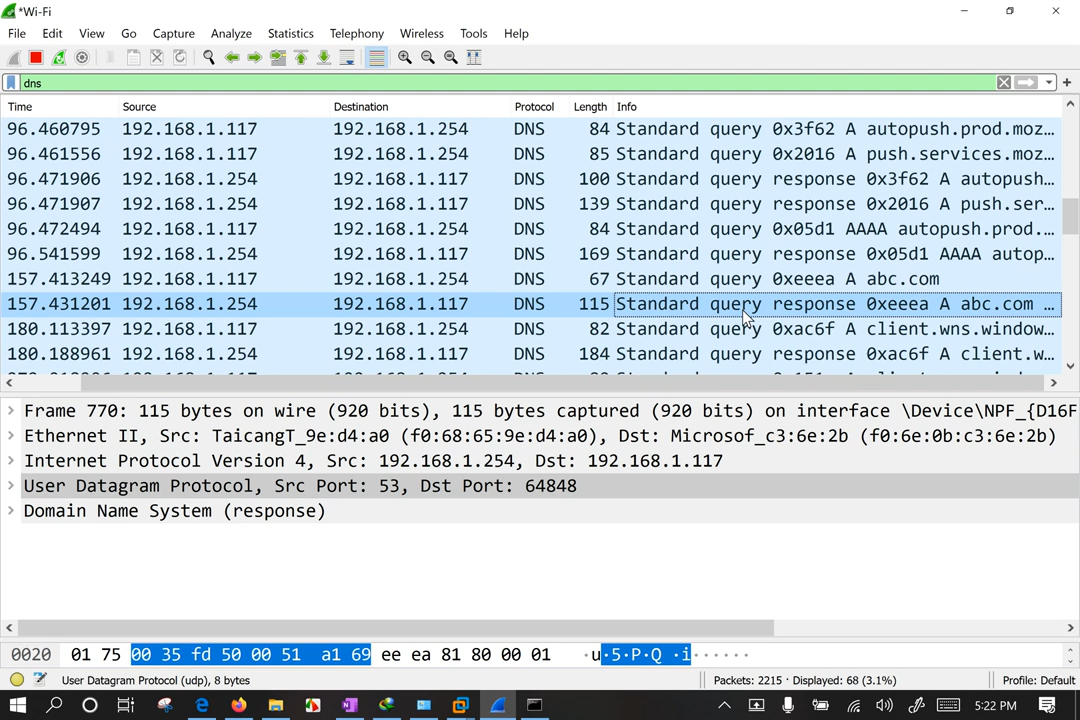 *Wi-Fi
File Edit View Go Capture Analyze Statistics Telephony Wireless Tools Help
dns
Time Source Destination Protocol Length Info
96.460795 192.168.1.117 192.168.1.254 DNS 84 Standard query 0x3f62 A autopush.prod.moz…
96.461556 192.168.1.117 192.168.1.254 DNS 85 Standard query 0x2016 A push.services.moz…
96.471906 192.168.1.254 192.168.1.117 DNS 100 Standard query response 0x3f62 A autopush…
96.471907 192.168.1.254 192.168.1.117 DNS 139 Standard query response 0x2016 A push.ser…
96.472494 192.168.1.117 192.168.1.254 DNS 84 Standard query 0x05d1 AAAA autopush.prod.…
96.541599 192.168.1.254 192.168.1.117 DNS 169 Standard query response 0x05d1 AAAA autop…
157.413249 192.168.1.117 192.168.1.254 DNS 67 Standard query 0xeeea A abc.com
157.431201 192.168.1.254 192.168.1.117 DNS 115 Standard query response 0xeeea A abc.com …
180.113397 192.168.1.117 192.168.1.254 DNS 82 Standard query 0xac6f A client.wns.window…
180.188961 192.168.1.254 192.168.1.117 DNS 184 Standard query response 0xac6f A client.w…
Frame 770: 115 bytes on wire (920 bits), 115 bytes captured (920 bits) on interface \Device\NPF_{D16F
Ethernet II, Src: TaicangT_9e:d4:a0 (f0:68:65:9e:d4:a0), Dst: Microsof_c3:6e:2b (f0:6e:0b:c3:6e:2b)
Internet Protocol Version 4, Src: 192.168.1.254, Dst: 192.168.1.117
User Datagram Protocol, Src Port: 53, Dst Port: 64848
Domain Name System (response)
0020 01 75 00 35 fd 50 00 51 a1 69 ee ea 81 80 00 01 ·u·5·P·Q ·i······
User Datagram Protocol (udp), 8 bytes Packets: 2215 · Displayed: 68 (3.1%) Profile: Default
5:22 PM